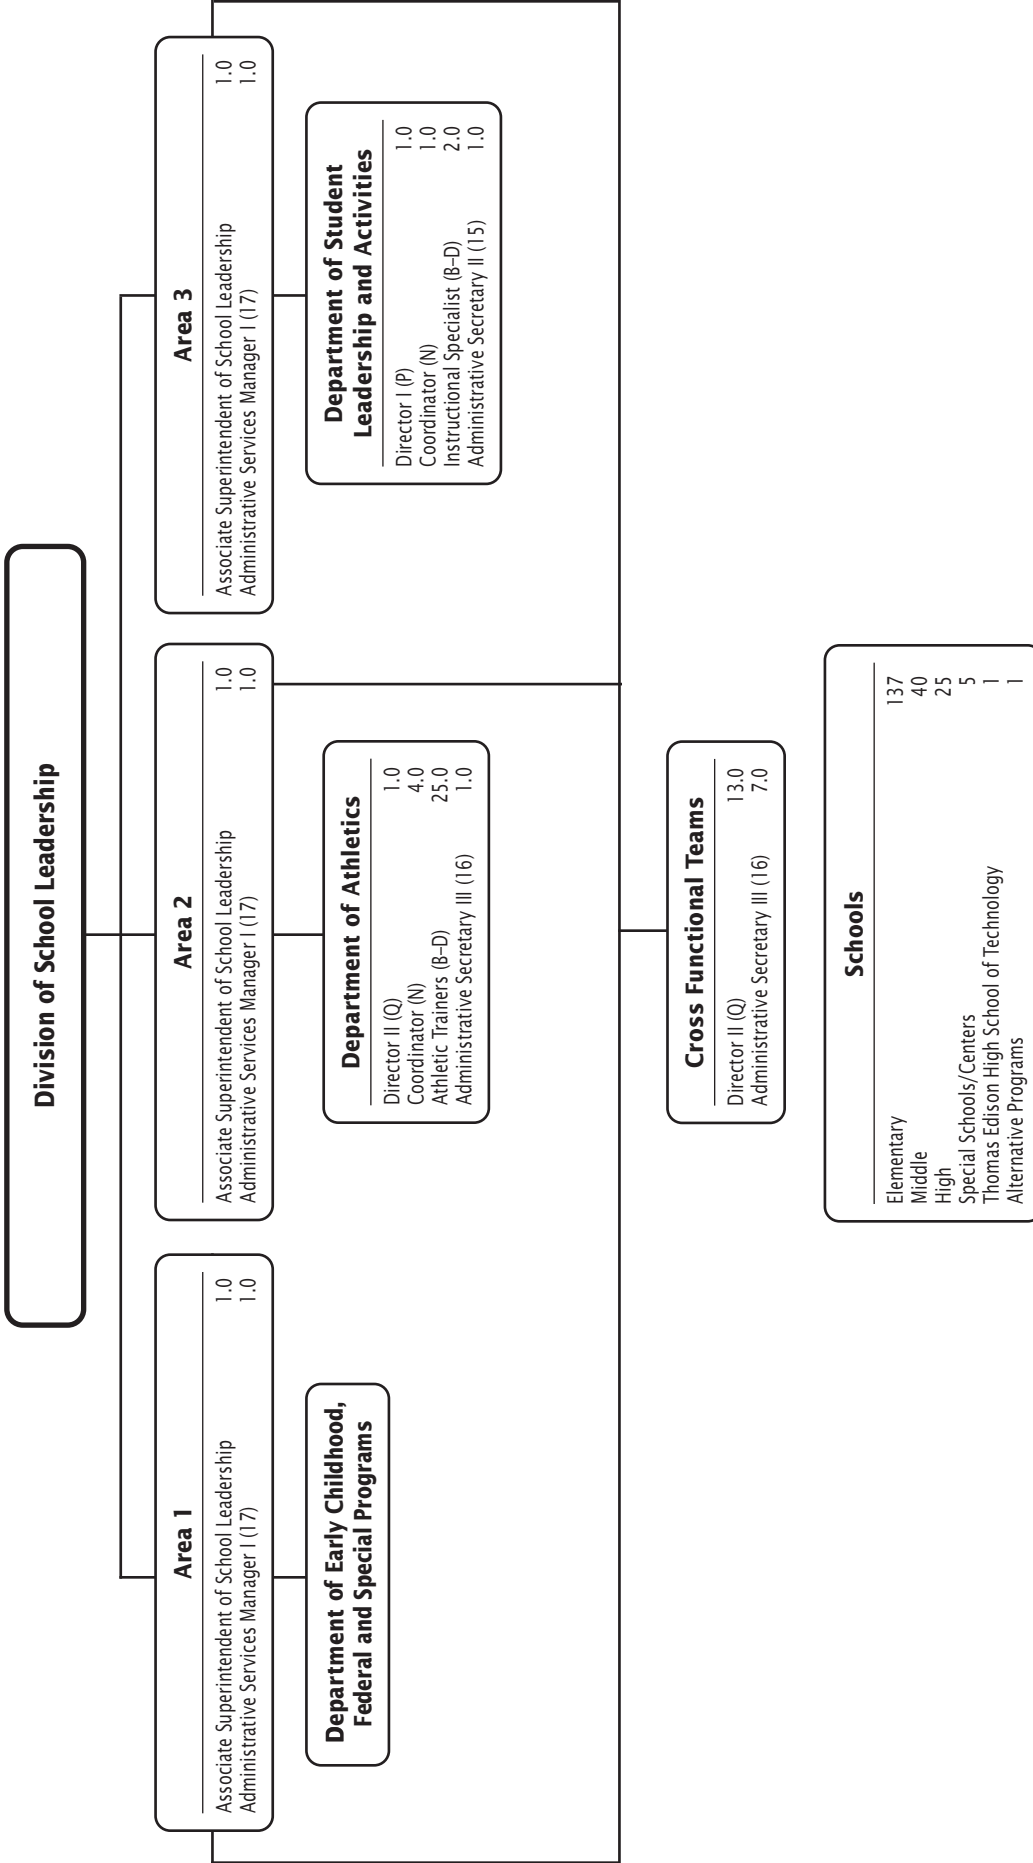 Division of School Leadership
Area 1
Associate Superintendent of School Leadership 1.0
Administrative Services Manager I (17) 1.0
Department of Early Childhood,
Federal and Special Programs
Area 2
Associate Superintendent of School Leadership 1.0
Administrative Services Manager I (17) 1.0
Department of Athletics
Director II (Q) 1.0
Coordinator (N) 4.0
Athletic Trainers (B–D) 25.0
Administrative Secretary III (16) 1.0
Area 3
Associate Superintendent of School Leadership 1.0
Administrative Services Manager I (17) 1.0
Department of Student
Leadership and Activities
Director I (P) 1.0
Coordinator (N) 1.0
Instructional Specialist (B–D) 2.0
Administrative Secretary II (15) 1.0
Cross Functional Teams
Director II (Q) 13.0
Administrative Secretary III (16) 7.0
Schools
Elementary 137
Middle 40
High 25
Special Schools/Centers 5
Thomas Edison High School of Technology 1
Alternative Programs 1